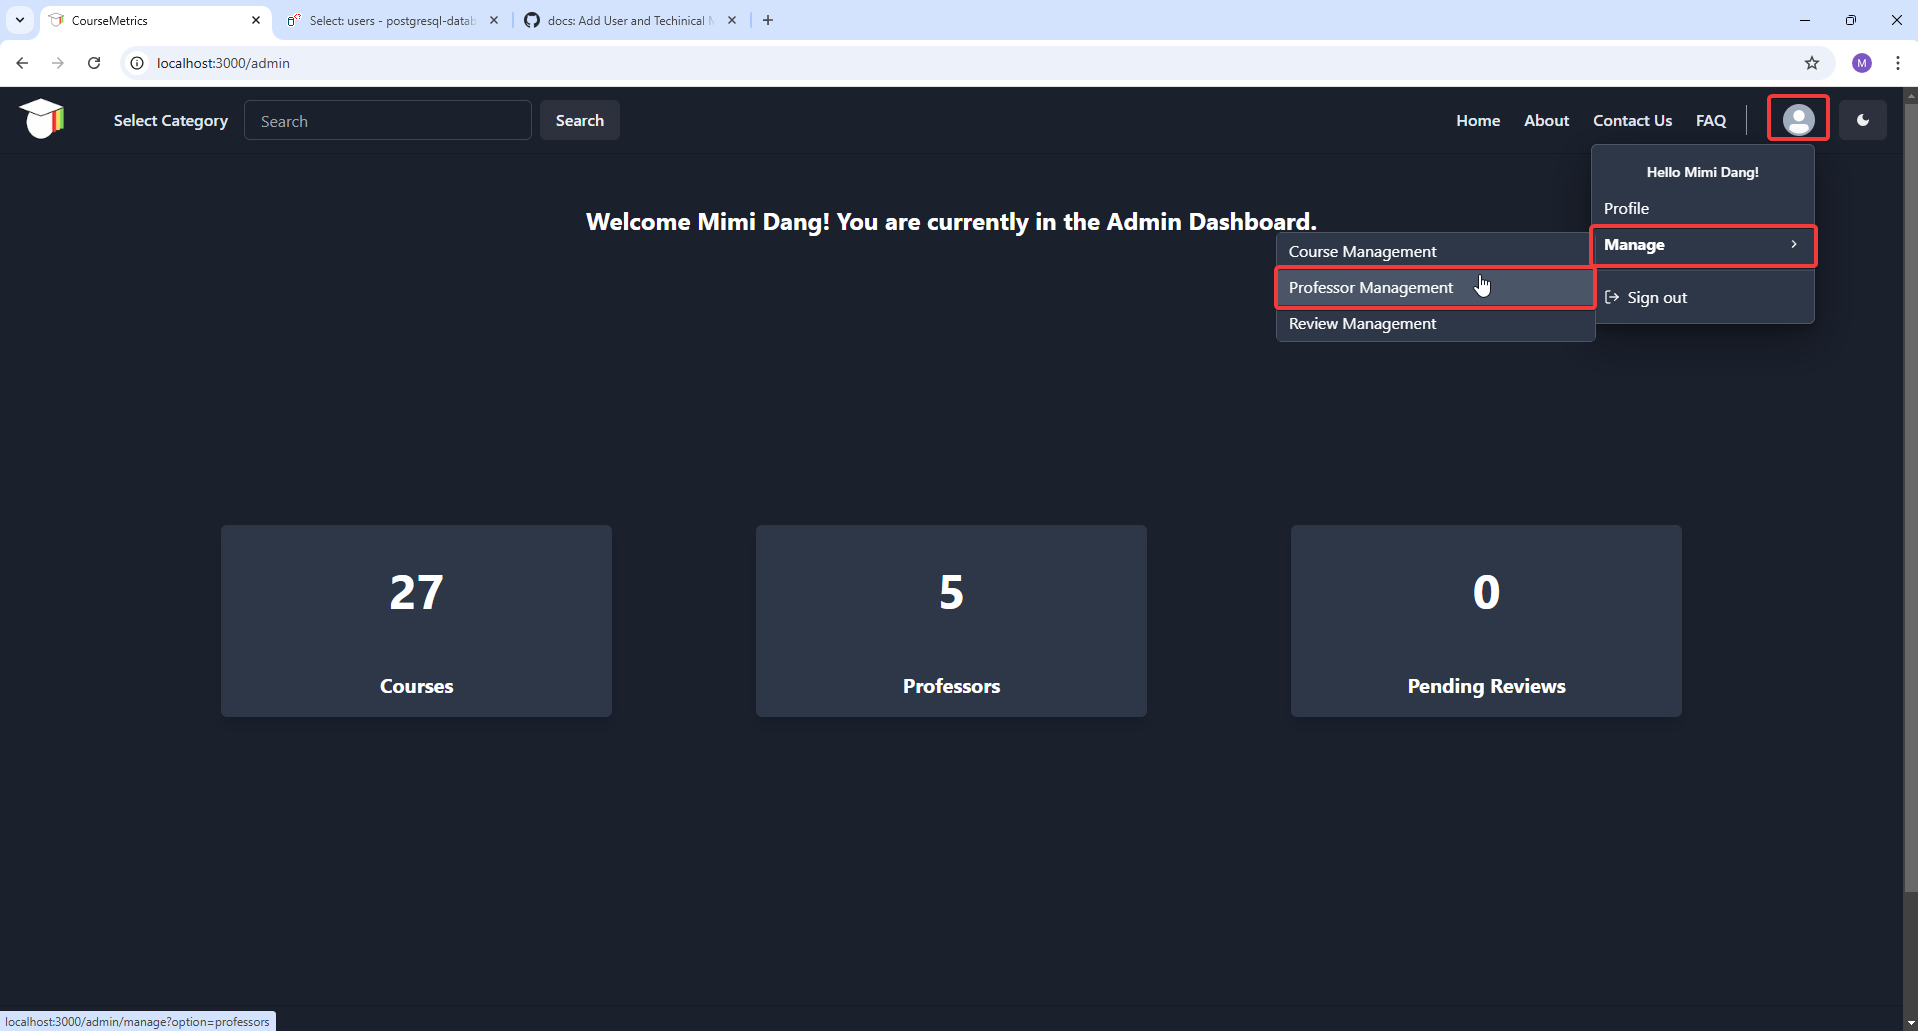 CourseMetrics
Select: users - postgresql-datab
docs: Add User and Techinical
localhost:3000/admin
M
Select Category
Search
Search
Home
About
Contact Us
FAQ
Hello Mimi Dang!
Profile
Welcome Mimi Dang! You are currently in the Admin Dashboard.
Manage
Course Management
Professor Management
Review Management
Sign out
27
Courses
5
Professors
0
Pending Reviews
localhost:3000/admin/manage?option=professors